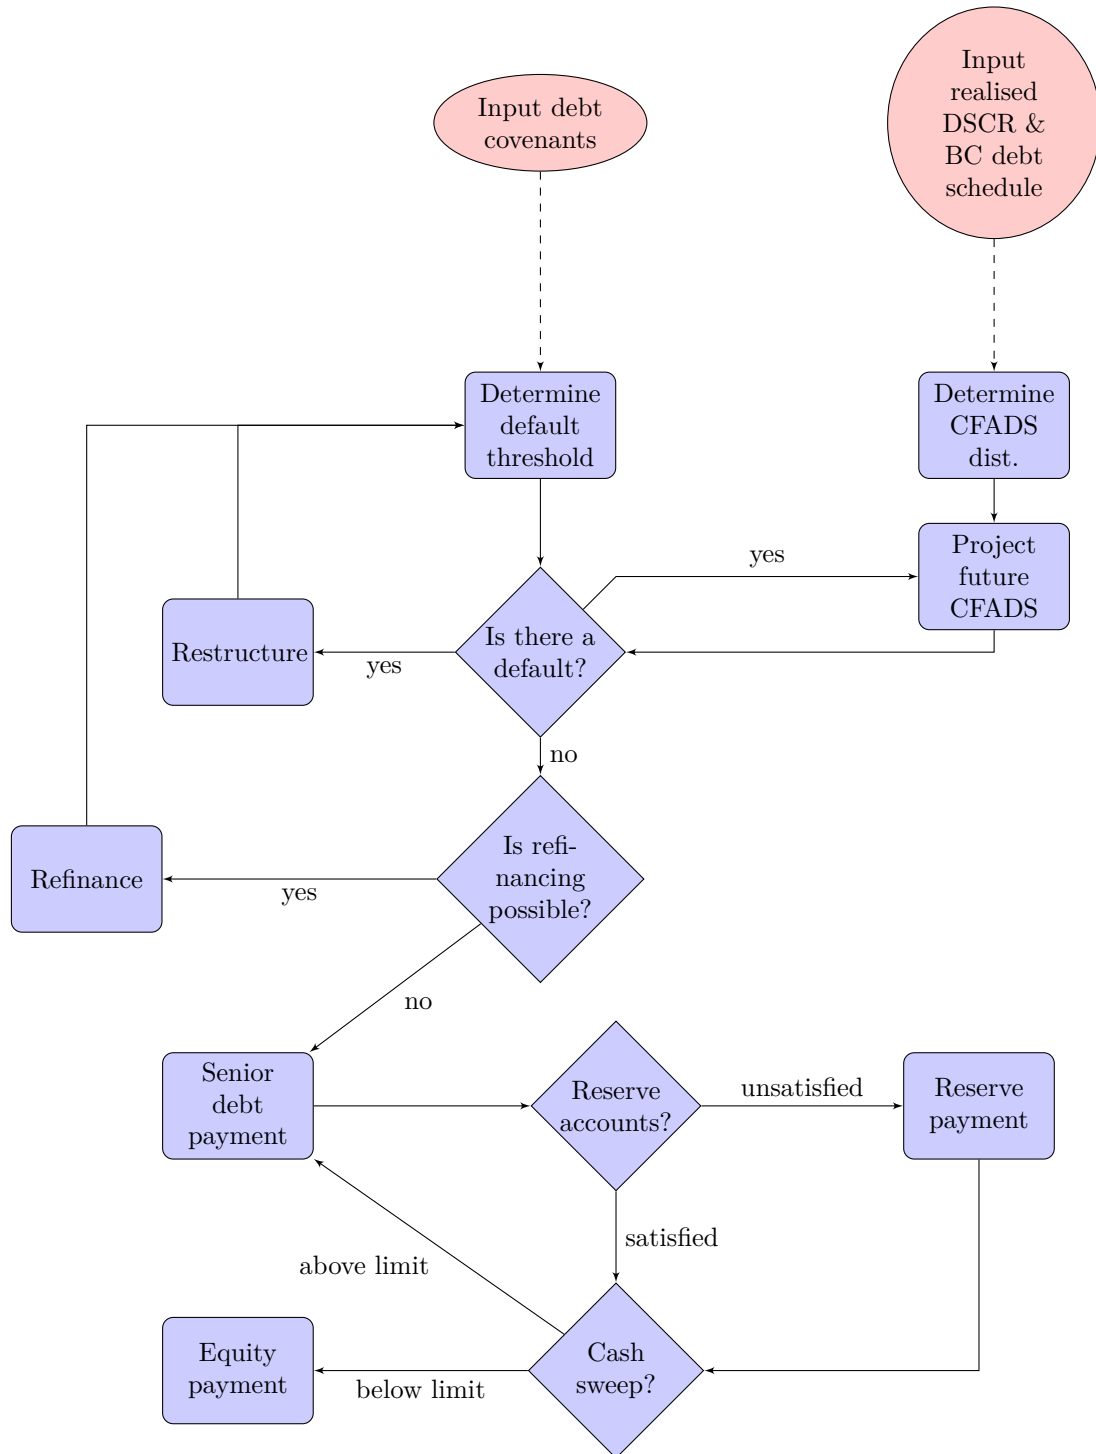 Input debt
covenants
Input
realised
DSCR &
BC debt
schedule
Determine
default
threshold
Determine
CFADS
dist.
Project
future
CFADS
yes
Is there a
default?
Restructure
yes
no
Is refi-
nancing
possible?
Refinance
yes
no
Senior
debt
payment
Reserve
accounts?
unsatisfied
Reserve
payment
satisfied
above limit
Cash
sweep?
Equity
payment
below limit